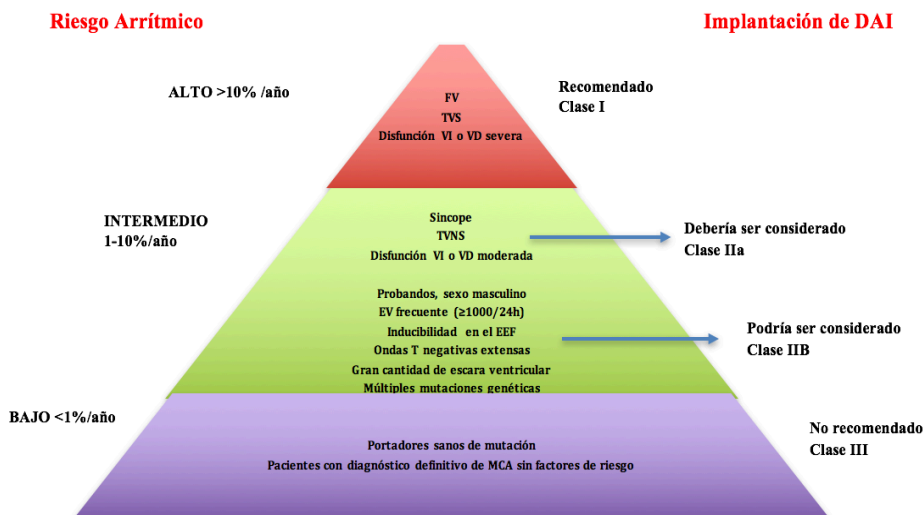 Riesgo Arrítmico
Implantación de DAI
ALTO >10% /año
FV
TVS
Disfunción VI o VD severa
Recomendado
Clase I
INTERMEDIO
1-10%/año
Sincope
TVNS
Disfunción VI o VD moderada
Debería ser considerado
Clase IIa
Probandos, sexo masculino
EV frecuente (≥1000/24h)
Inducibilidad en el EEF
Ondas T negativas extensas
Gran cantidad de escara ventricular
Múltiples mutaciones genéticas
Podría ser considerado
Clase IIB
BAJO <1%/año
Portadores sanos de mutación
Pacientes con diagnóstico definitivo de MCA sin factores de riesgo
No recomendado
Clase III